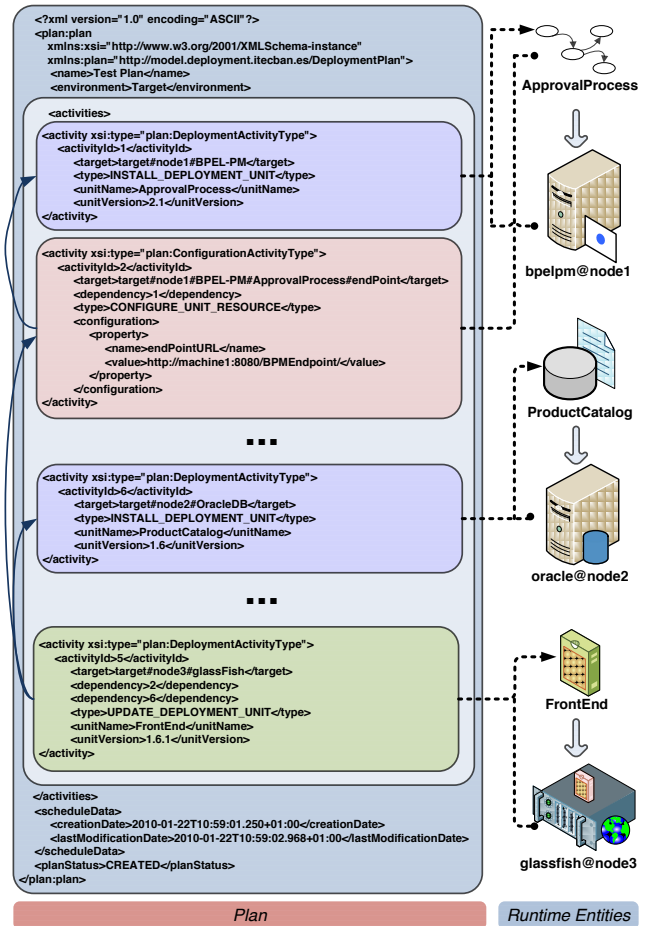 <?xml version="1.0" encoding="ASCII"?>
<plan:plan
xmlns:xsi="http://www.w3.org/2001/XMLSchema-instance"
xmlns:plan="http://model.deployment.itecban.es/DeploymentPlan">
<name>Test Plan</name>
<environment>Target</environment>
<activities>
<activity xsi:type="plan:DeploymentActivityType">
<activityId>1</activityId>
<target>target#node1#BPEL-PM</target>
<type>INSTALL_DEPLOYMENT_UNIT</type>
<unitName>ApprovalProcess</unitName>
<unitVersion>2.1</unitVersion>
</activity>
<activity xsi:type="plan:ConfigurationActivityType">
<activityId>2</activityId>
<target>target#node1#BPEL-PM#ApprovalProcess#endPoint</target>
<dependency>1</dependency>
<type>CONFIGURE_UNIT_RESOURCE</type>
<configuration>
<property>
<name>endPointURL</name>
<value>http://machine1:8080/BPMEndpoint/</value>
</property>
</configuration>
</activity>
...
<activity xsi:type="plan:DeploymentActivityType">
<activityId>6</activityId>
<target>target#node2#OracleDB</target>
<type>INSTALL_DEPLOYMENT_UNIT</type>
<unitName>ProductCatalog</unitName>
<unitVersion>1.6</unitVersion>
</activity>
...
<activity xsi:type="plan:DeploymentActivityType">
<activityId>5</activityId>
<target>target#node3#glassFish</target>
<dependency>2</dependency>
<dependency>6</dependency>
<type>UPDATE_DEPLOYMENT_UNIT</type>
<unitName>FrontEnd</unitName>
<unitVersion>1.6.1</unitVersion>
</activity>
</activities>
<scheduleData>
<creationDate>2010-01-22T10:59:01.250+01:00</creationDate>
<lastModificationDate>2010-01-22T10:59:02.968+01:00</lastModificationDate>
</scheduleData>
<planStatus>CREATED</planStatus>
</plan:plan>
Plan
ApprovalProcess
bpelpm@node1
ProductCatalog
oracle@node2
FrontEnd
glassfish@node3
Runtime Entities